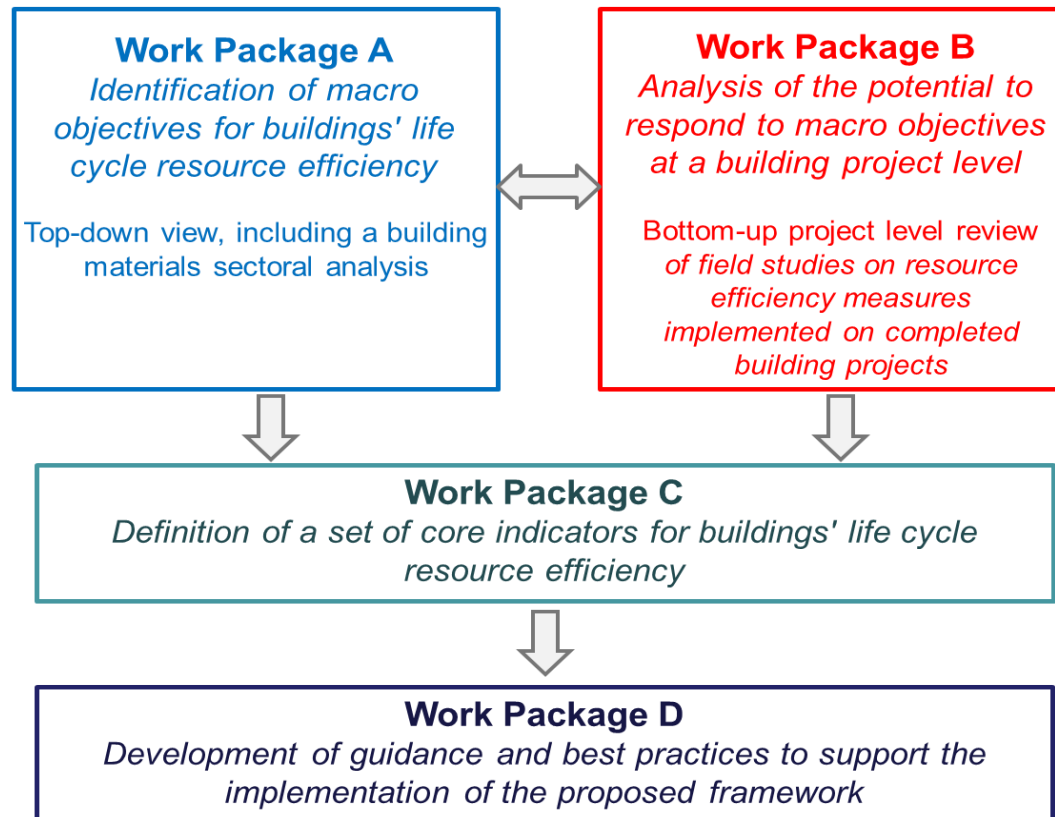 Work Package A
Identification of macro
objectives for buildings' life
cycle resource efficiency
Top-down view, including a building
materials sectoral analysis
Work Package B
Analysis of the potential to
respond to macro objectives
at a building project level
Bottom-up project level review
of field studies on resource
efficiency measures
implemented on completed
building projects
Work Package C
Definition of a set of core indicators for buildings' life cycle
resource efficiency
Work Package D
Development of guidance and best practices to support the
implementation of the proposed framework